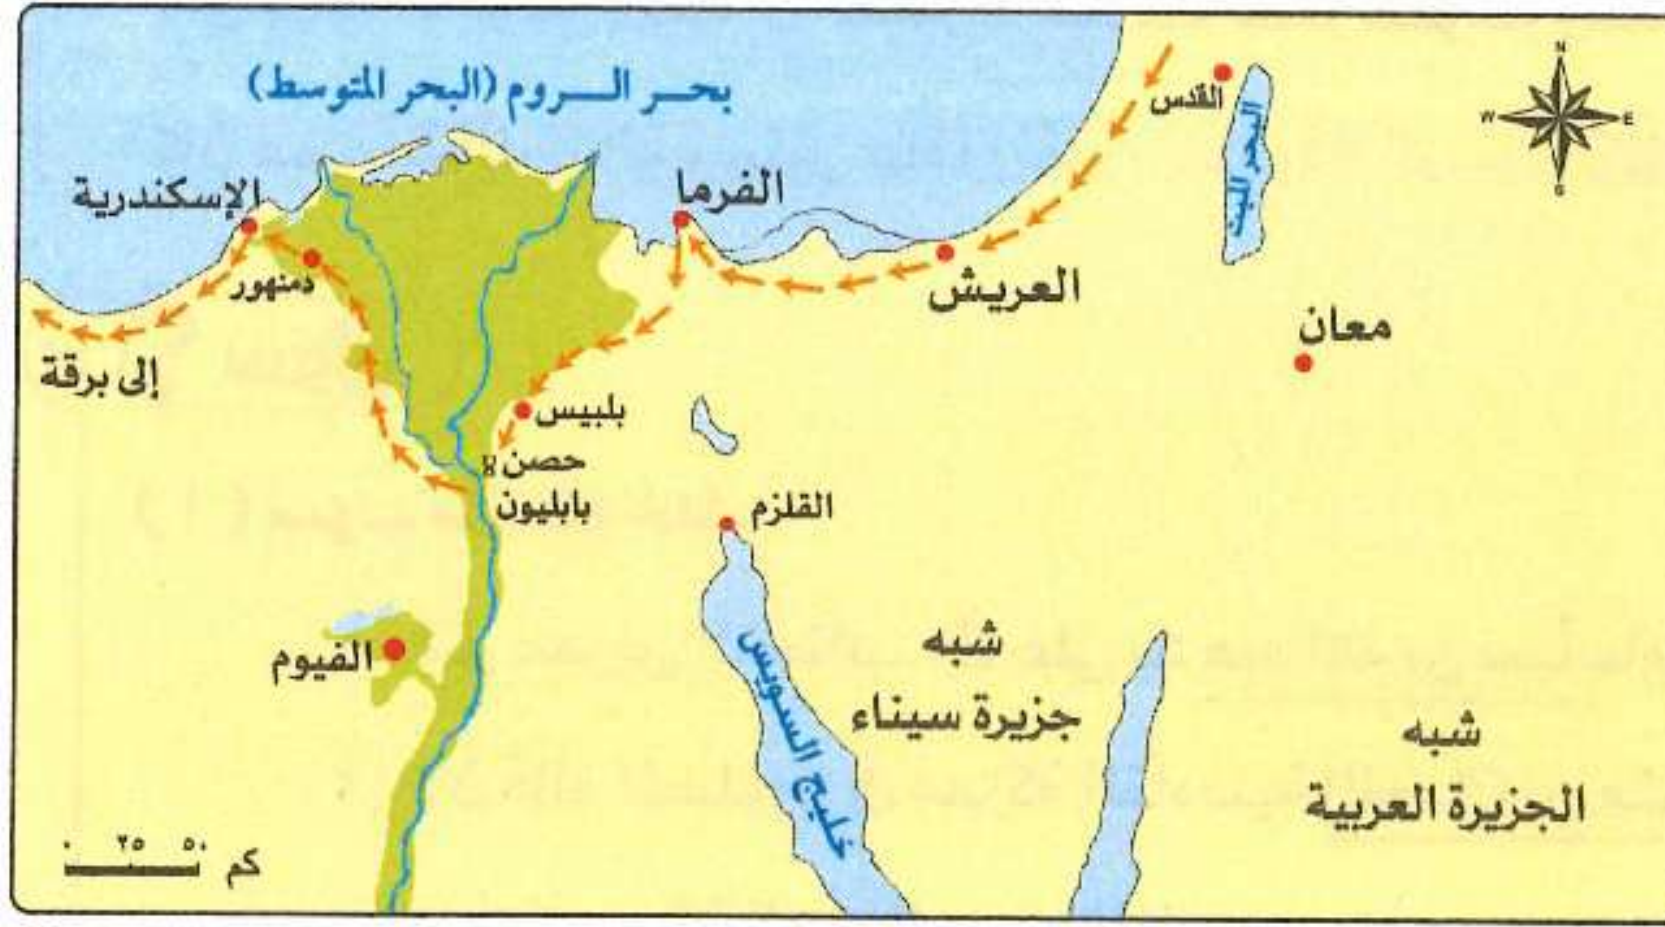 بحر الروم (البحر المتوسط)
القدس
البحر الميت
N
W
E
S
الإسكندرية
الفرما
دمنهور
العريش
معان
إلى برقة
بلبيس
حصن
بابليون
القلزم
الفيوم
خليج السويس
شبه
جزيرة سيناء
شبه
الجزيرة العربية
٠ ٢٥ ٥٠ كم